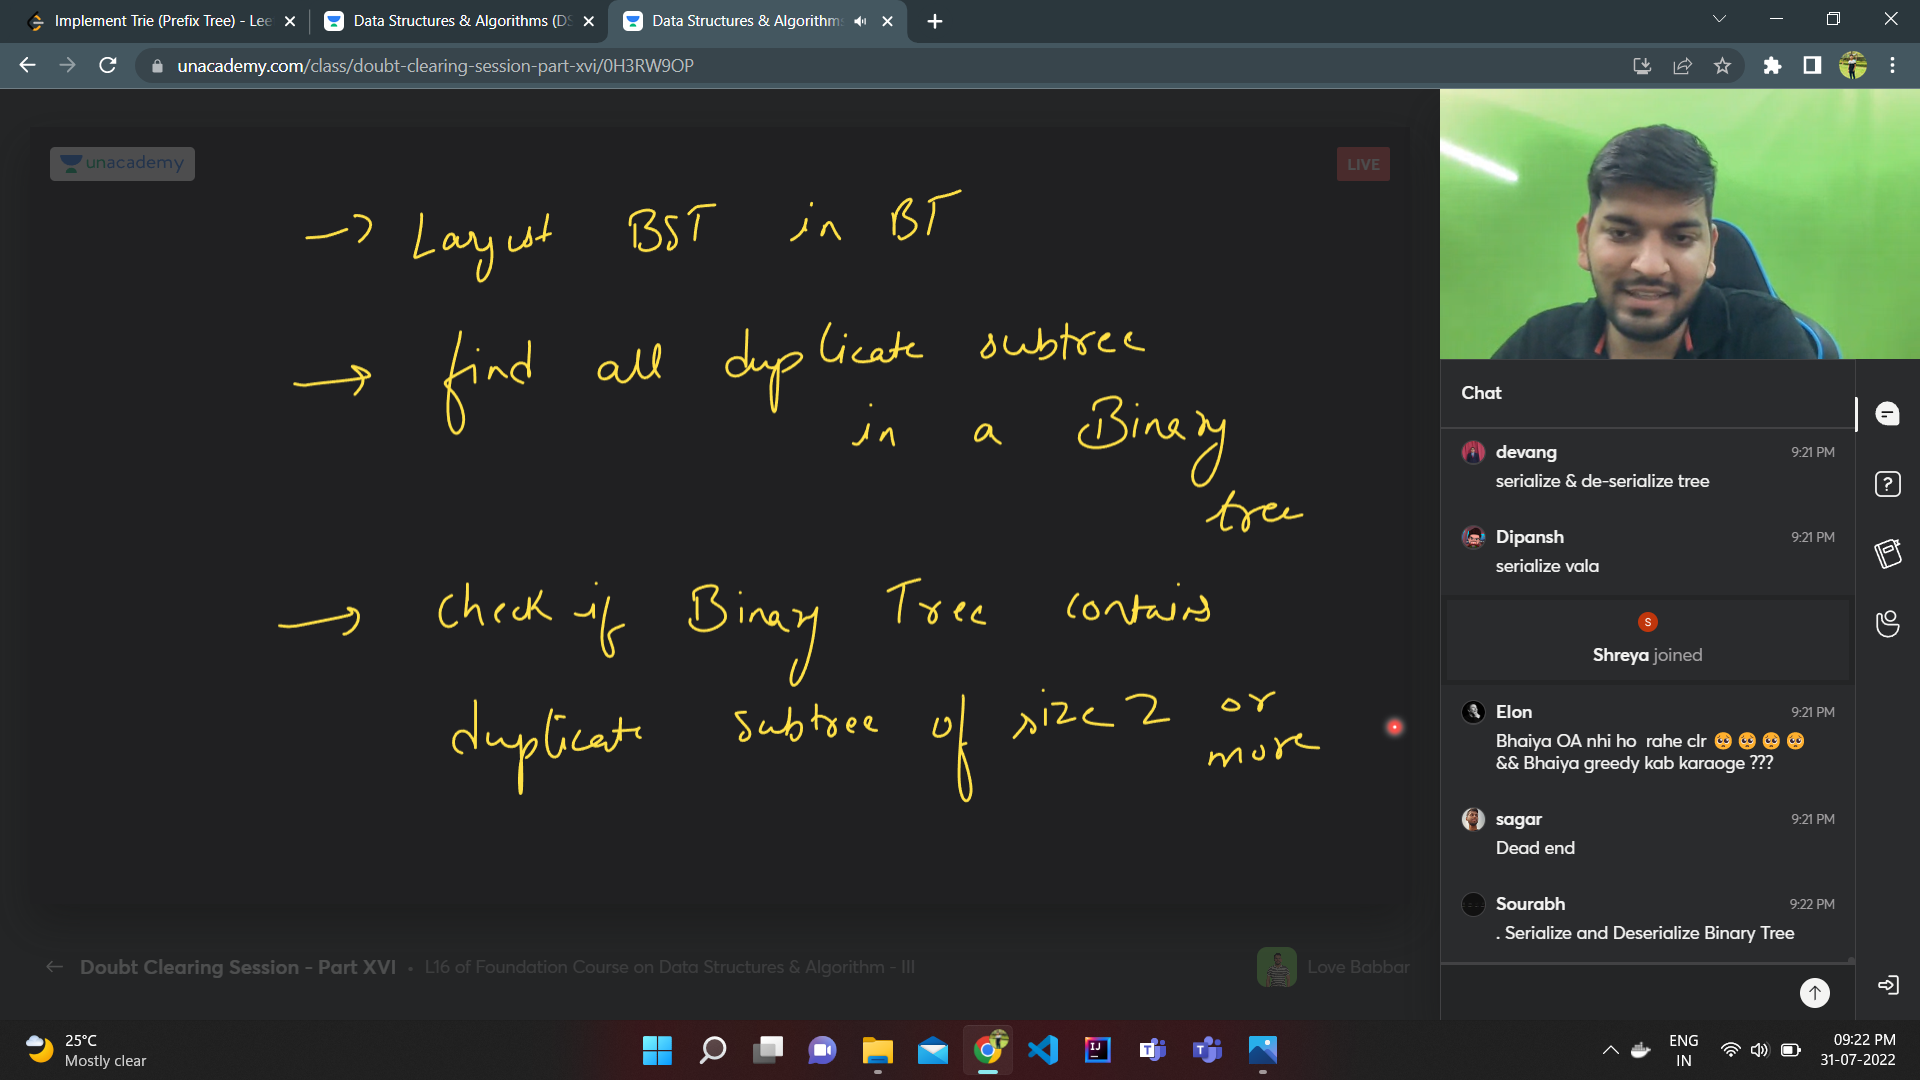 Implement Trie (Prefix Tree) - Lee
Data Structures & Algorithms (DS
Data Structures & Algorithm
unacademy.com/class/doubt-clearing-session-part-xvi/0H3RW9OP
unacademy
LIVE
→ Largest BST in BT
→ find all duplicate subtree
in a Binary
tree
→ Check if Binary Tree contains
duplicate subtree of size 2 or
more
Doubt Clearing Session - Part XVI • L16 of Foundation Course on Data Structures & Algorithm - III
Love Babbar
Chat
devang 9:21 PM
serialize & de-serialize tree
Dipansh 9:21 PM
serialize vala
S
Shreya joined
Elon 9:21 PM
Bhaiya OA nhi ho rahe clr 🥺 🥺 🥺 🥺
&& Bhaiya greedy kab karaoge ???
sagar 9:21 PM
Dead end
Sourabh 9:22 PM
. Serialize and Deserialize Binary Tree
25°C
Mostly clear
IJ
T
T
ENG
IN
09:22 PM
31-07-2022